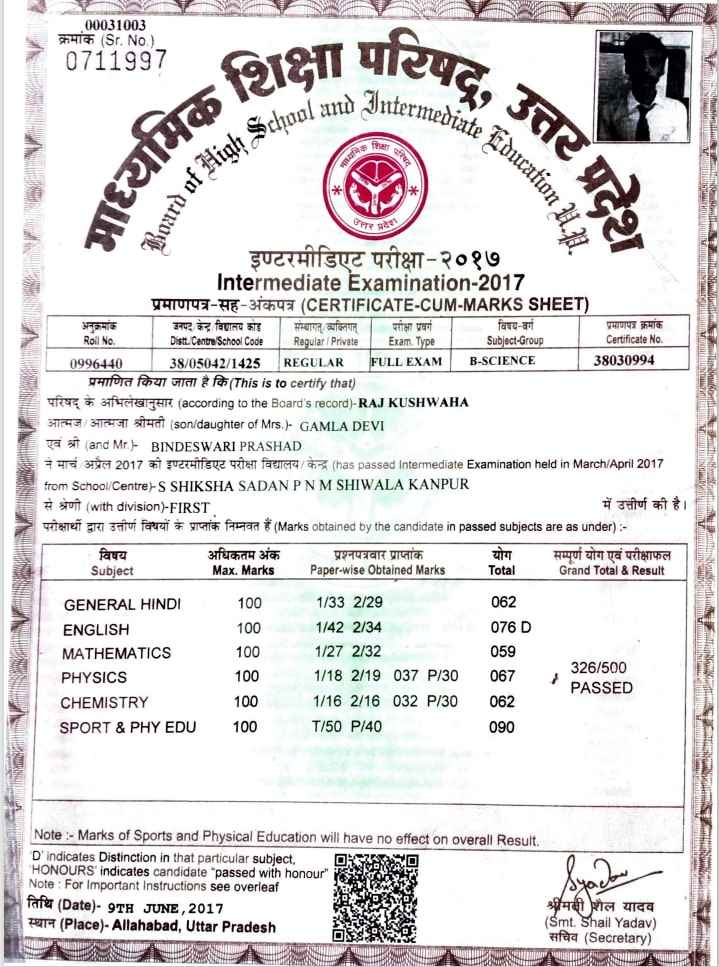 00031003
क्रमांक (Sr. No.)
0711997
माध्यमिक शिक्षा परिषद्, उत्तर प्रदेश
Board of High School and Intermediate Education U.P.
माध्यमिक शिक्षा परिषद
उत्तर प्रदेश
इण्टरमीडिएट परीक्षा-२०१७
Intermediate Examination-2017
प्रमाणपत्र-सह-अंकपत्र (CERTIFICATE-CUM-MARKS SHEET)
अनुक्रमांक जनपद/केन्द्र/विद्यालय कोड संस्थागत्/व्यक्तिगत् परीक्षा प्रवर्ग विषय-वर्ग प्रमाणपत्र क्रमांक
Roll No. Distt./Centre/School Code Regular / Private Exam. Type Subject-Group Certificate No.
0996440 38/05042/1425 REGULAR FULL EXAM B-SCIENCE 38030994
प्रमाणित किया जाता है कि (This is to certify that)
परिषद् के अभिलेखानुसार (according to the Board's record)- RAJ KUSHWAHA
आत्मज/आत्मजा श्रीमती (son/daughter of Mrs.)- GAMLA DEVI
एवं श्री (and Mr.)- BINDESWARI PRASHAD
ने मार्च/अप्रैल 2017 की इण्टरमीडिएट परीक्षा विद्यालय/केन्द्र (has passed Intermediate Examination held in March/April 2017
from School/Centre)-S SHIKSHA SADAN P N M SHIWALA KANPUR
से श्रेणी (with division)-FIRST में उत्तीर्ण की है।
परीक्षार्थी द्वारा उत्तीर्ण विषयों के प्राप्तांक निम्नवत हैं (Marks obtained by the candidate in passed subjects are as under) :-
विषय अधिकतम अंक प्रश्नपत्रवार प्राप्तांक योग सम्पूर्ण योग एवं परीक्षाफल
Subject Max. Marks Paper-wise Obtained Marks Total Grand Total & Result
GENERAL HINDI 100 1/33 2/29 062
ENGLISH 100 1/42 2/34 076 D
MATHEMATICS 100 1/27 2/32 059
PHYSICS 100 1/18 2/19 037 P/30 067
326/500
PASSED
CHEMISTRY 100 1/16 2/16 032 P/30 062
SPORT & PHY EDU 100 T/50 P/40 090
Note :- Marks of Sports and Physical Education will have no effect on overall Result.
'D' indicates Distinction in that particular subject,
'HONOURS' indicates candidate "passed with honour"
Note : For Important Instructions see overleaf
तिथि (Date)- 9TH JUNE, 2017
स्थान (Place)- Allahabad, Uttar Pradesh
Syadav
श्रीमती शैल यादव
(Smt. Shail Yadav)
सचिव (Secretary)